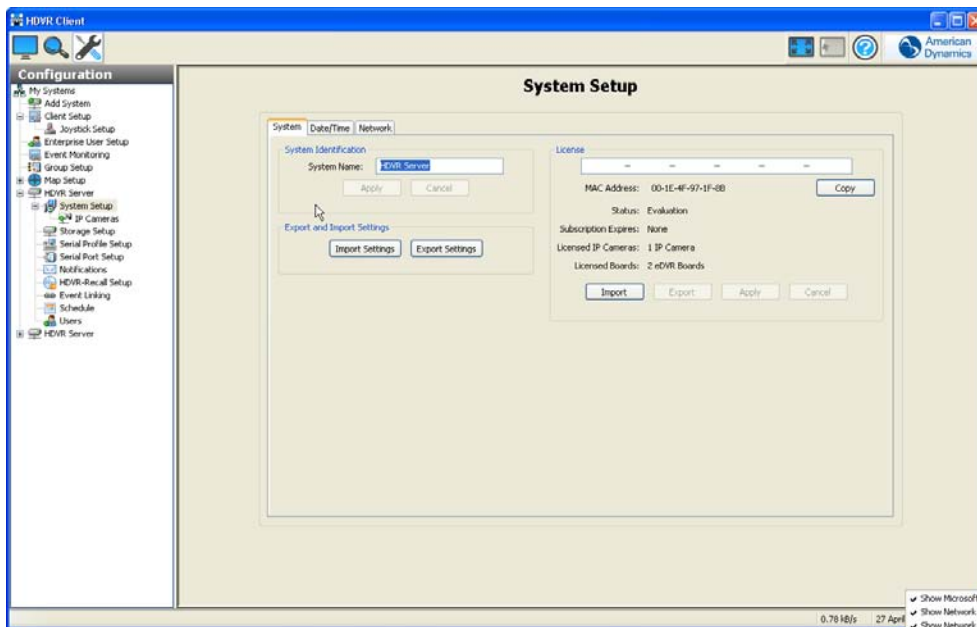 HDVR Client
American
Dynamics
Configuration
My Systems
Add System
Client Setup
Joystick Setup
Enterprise User Setup
Event Monitoring
Group Setup
Map Setup
HDVR Server
System Setup
IP Cameras
Storage Setup
Serial Profile Setup
Serial Port Setup
Notifications
HDVR-Recall Setup
Event Linking
Schedule
Users
HDVR Server
System Setup
System Date/Time Network
System Identification
System Name: HDVR Server
Apply Cancel
Export and Import Settings
Import Settings Export Settings
License
– – – – –
MAC Address: 00-1E-4F-97-1F-8B Copy
Status: Evaluation
Subscription Expires: None
Licensed IP Cameras: 1 IP Camera
Licensed Boards: 2 eDVR Boards
Import Export Apply Cancel
0.78 kB/s 27 April
Show Microsoft
Show Network
Show Network